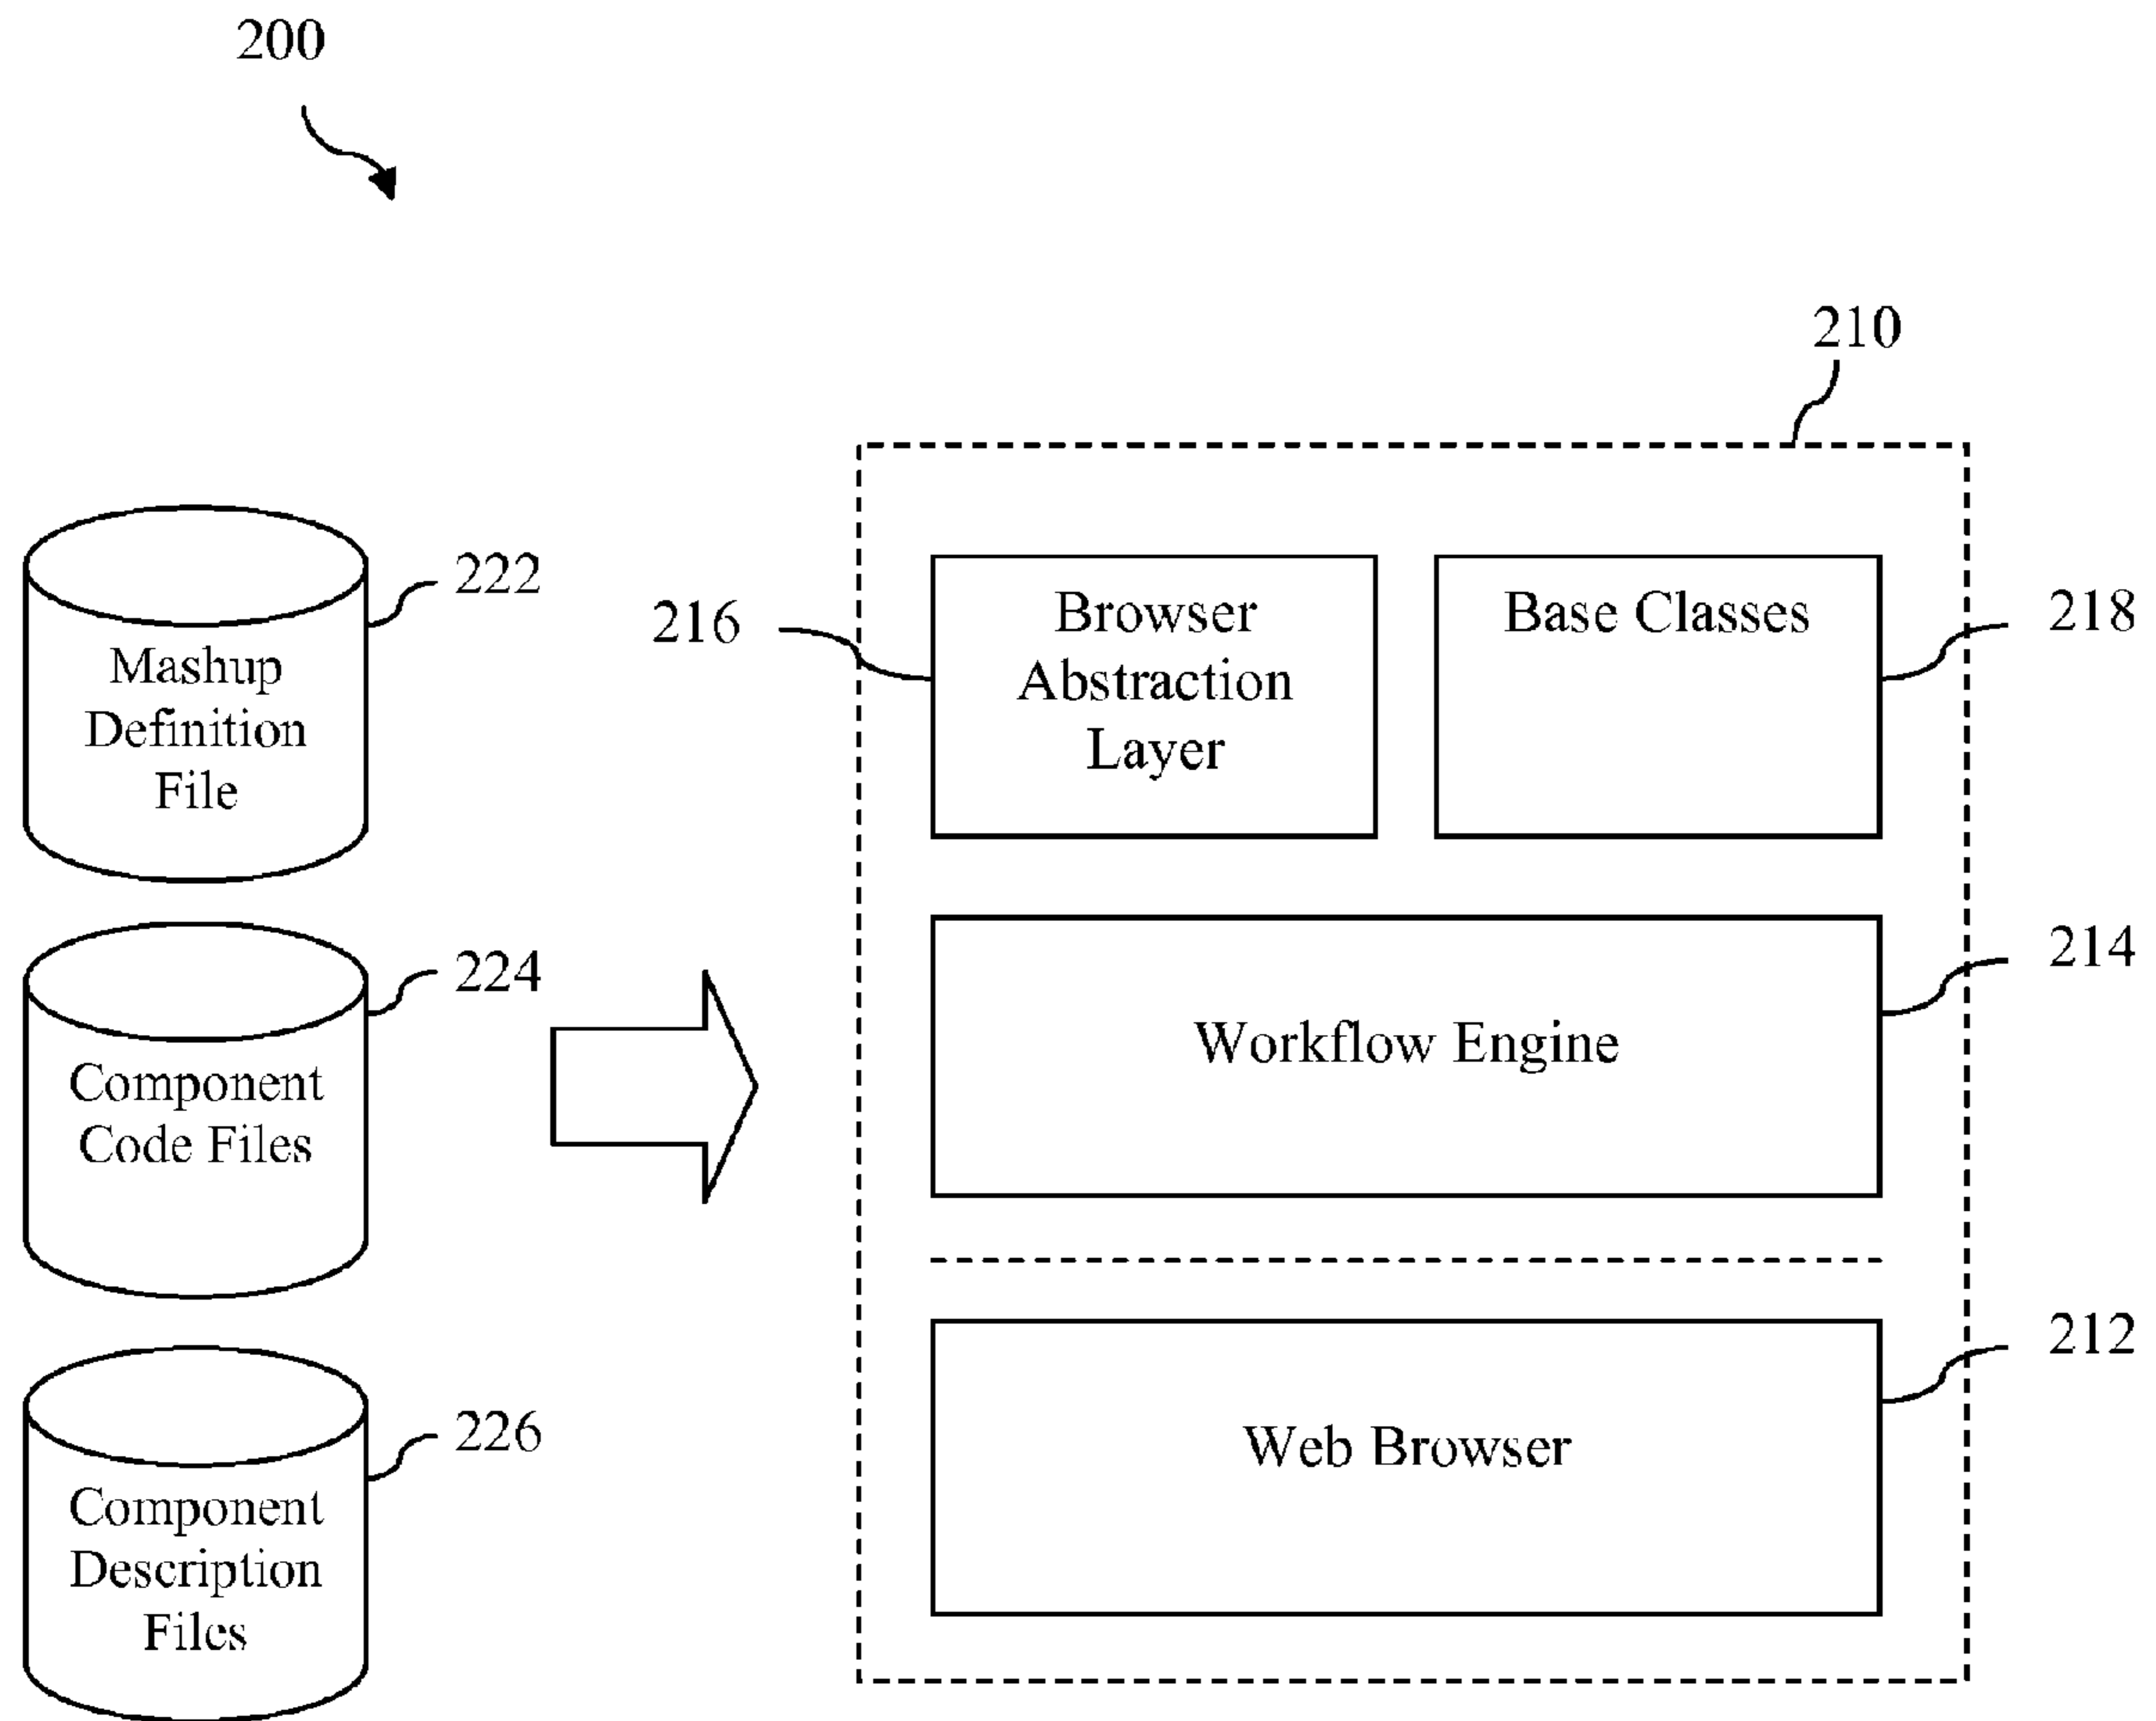 200
210
222
Mashup
Definition
File
216
Browser
Abstraction
Layer
Base Classes
218
224
Component
Code Files
Workflow Engine
214
226
Component
Description
Files
Web Browser
212